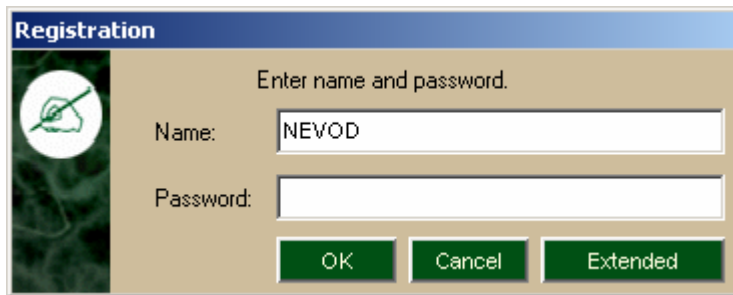 Registration
Enter name and password.
Name: NEVOD
Password:
OK Cancel Extended